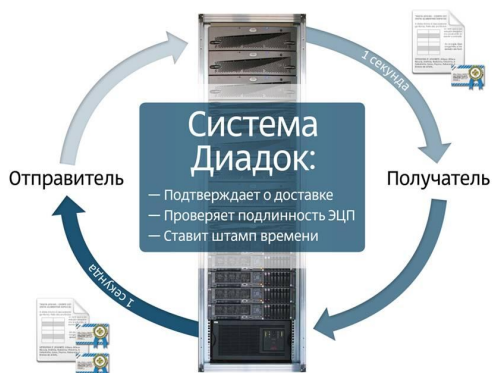 1 секунда
Система
Диадок:
— Подтверждает о доставке
— Проверяет подлинность ЭЦП
— Ставит штамп времени
Отправитель
Получатель
1 секунда